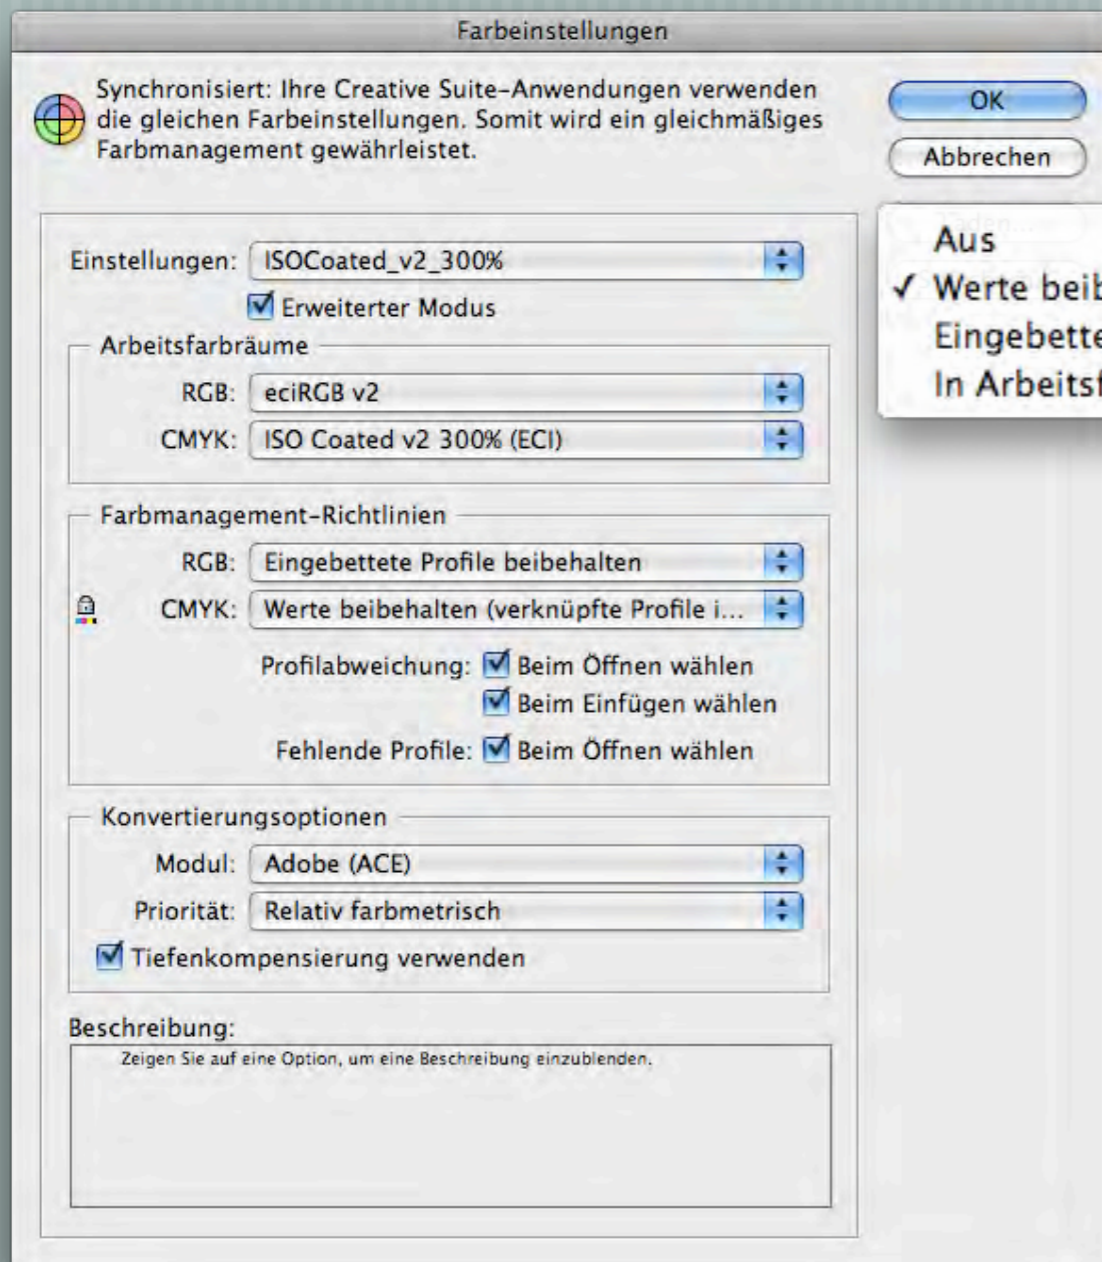 Farbeinstellungen
Synchronisiert: Ihre Creative Suite-Anwendungen verwenden
die gleichen Farbeinstellungen. Somit wird ein gleichmäßiges
Farbmanagement gewährleistet.
OK
Abbrechen
Laden...
Aus
✓ Werte beib
Eingebette
In Arbeitsf
Einstellungen: ISOCoated_v2_300%
Erweiterter Modus
Arbeitsfarbräume
RGB: eciRGB v2
CMYK: ISO Coated v2 300% (ECI)
Farbmanagement-Richtlinien
RGB: Eingebettete Profile beibehalten
CMYK: Werte beibehalten (verknüpfte Profile i...
Profilabweichung: Beim Öffnen wählen
Beim Einfügen wählen
Fehlende Profile: Beim Öffnen wählen
Konvertierungsoptionen
Modul: Adobe (ACE)
Priorität: Relativ farbmetrisch
Tiefenkompensierung verwenden
Beschreibung:
Zeigen Sie auf eine Option, um eine Beschreibung einzublenden.